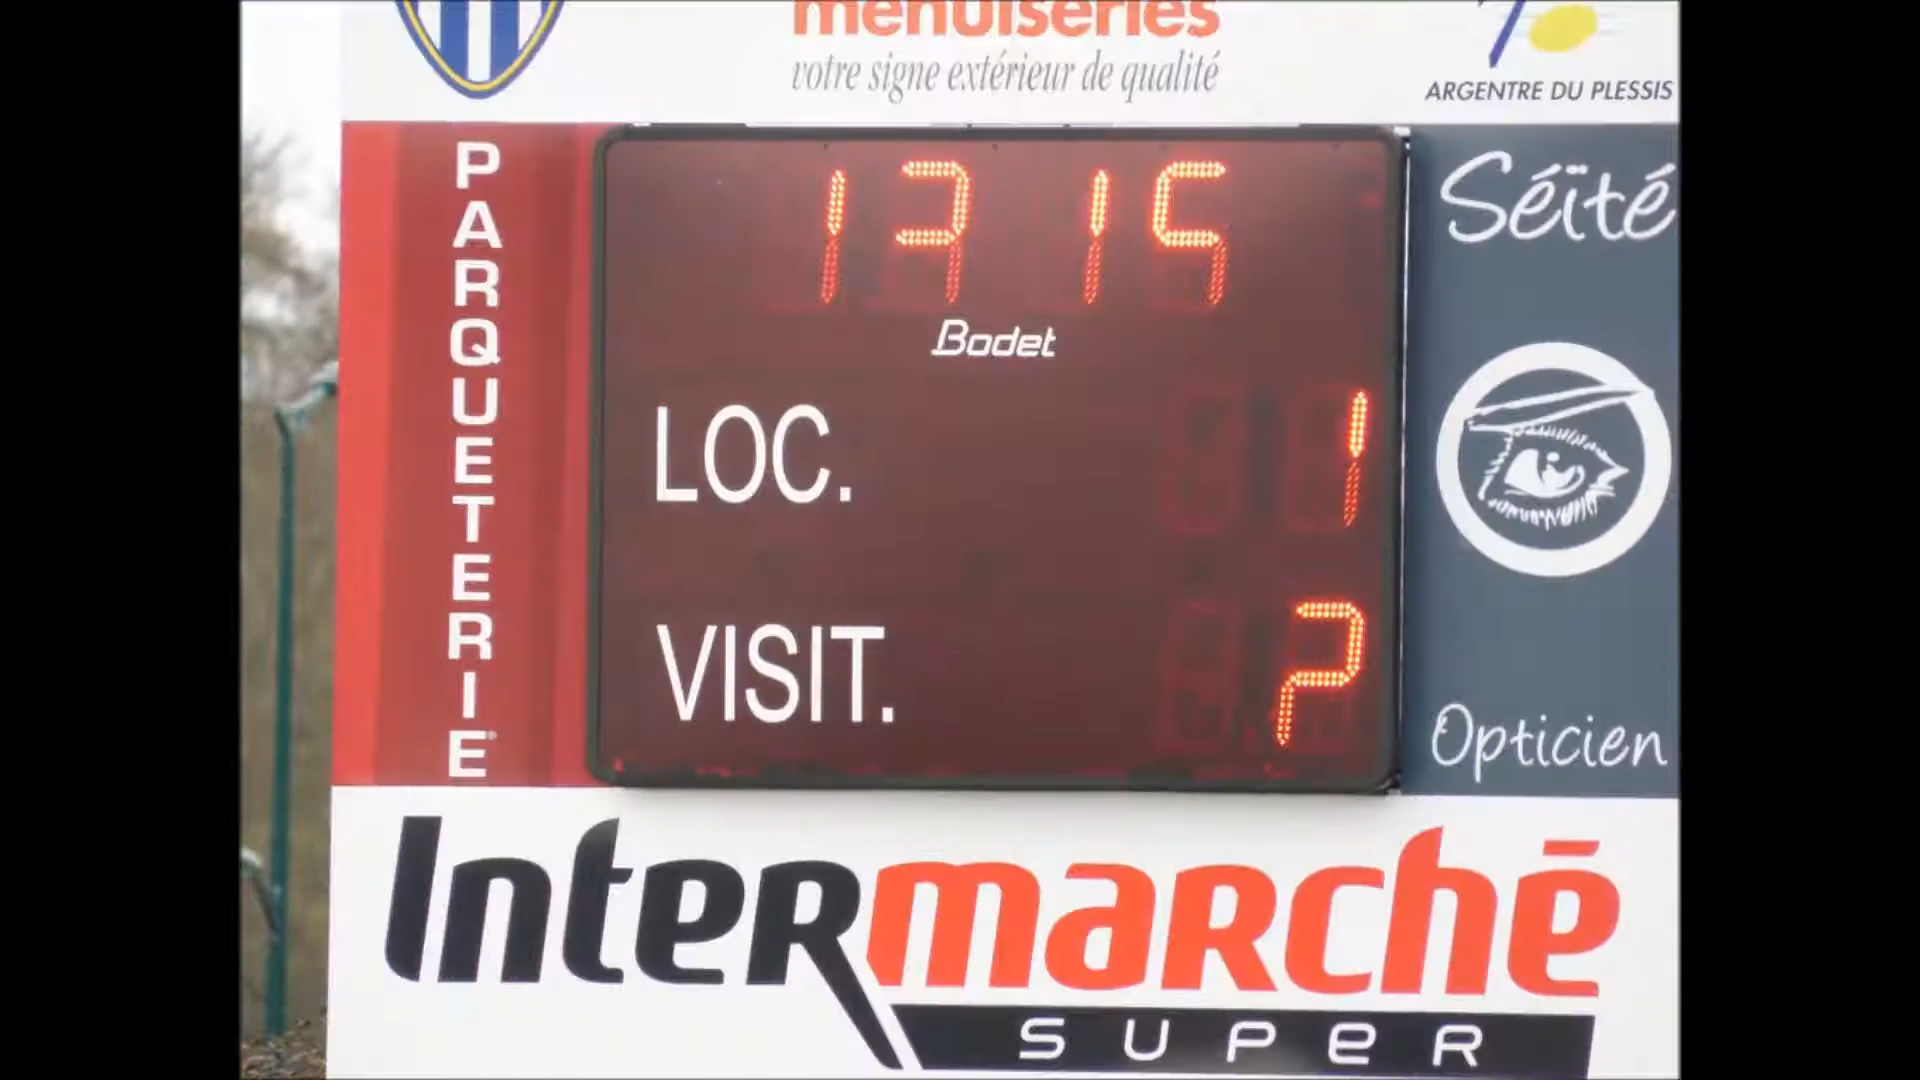 menuiseries
votre signe extérieur de qualité
ARGENTRE DU PLESSIS
PARQUETERIE
13 15
Bodet
LOC. 1
VISIT. 2
Séïté
Opticien
Intermarché
SUPER